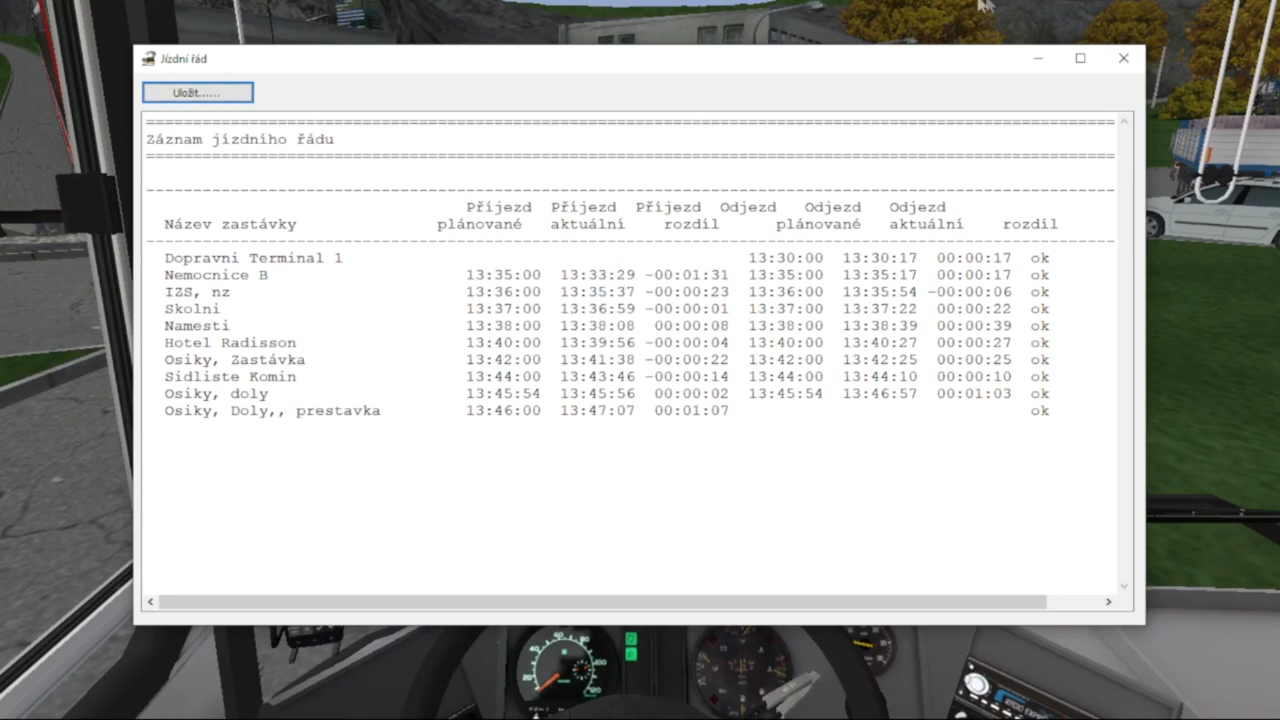 Jízdní řád
Uložit......
Záznam jízdního řádu
Příjezd Příjezd Příjezd Odjezd Odjezd Odjezd
Název zastávky plánované aktuální rozdíl plánované aktuální rozdíl
Dopravni Terminal 1 13:30:00 13:30:17 00:00:17 ok
Nemocnice B 13:35:00 13:33:29 -00:01:31 13:35:00 13:35:17 00:00:17 ok
IZS, nz 13:36:00 13:35:37 -00:00:23 13:36:00 13:35:54 -00:00:06 ok
Skolni 13:37:00 13:36:59 -00:00:01 13:37:00 13:37:22 00:00:22 ok
Namesti 13:38:00 13:38:08 00:00:08 13:38:00 13:38:39 00:00:39 ok
Hotel Radisson 13:40:00 13:39:56 -00:00:04 13:40:00 13:40:27 00:00:27 ok
Osiky, Zastávka 13:42:00 13:41:38 -00:00:22 13:42:00 13:42:25 00:00:25 ok
Sidliste Komin 13:44:00 13:43:46 -00:00:14 13:44:00 13:44:10 00:00:10 ok
Osiky, doly 13:45:54 13:45:56 00:00:02 13:45:54 13:46:57 00:01:03 ok
Osiky, Doly,, prestavka 13:46:00 13:47:07 00:01:07 ok
20 40 60 80 100 120